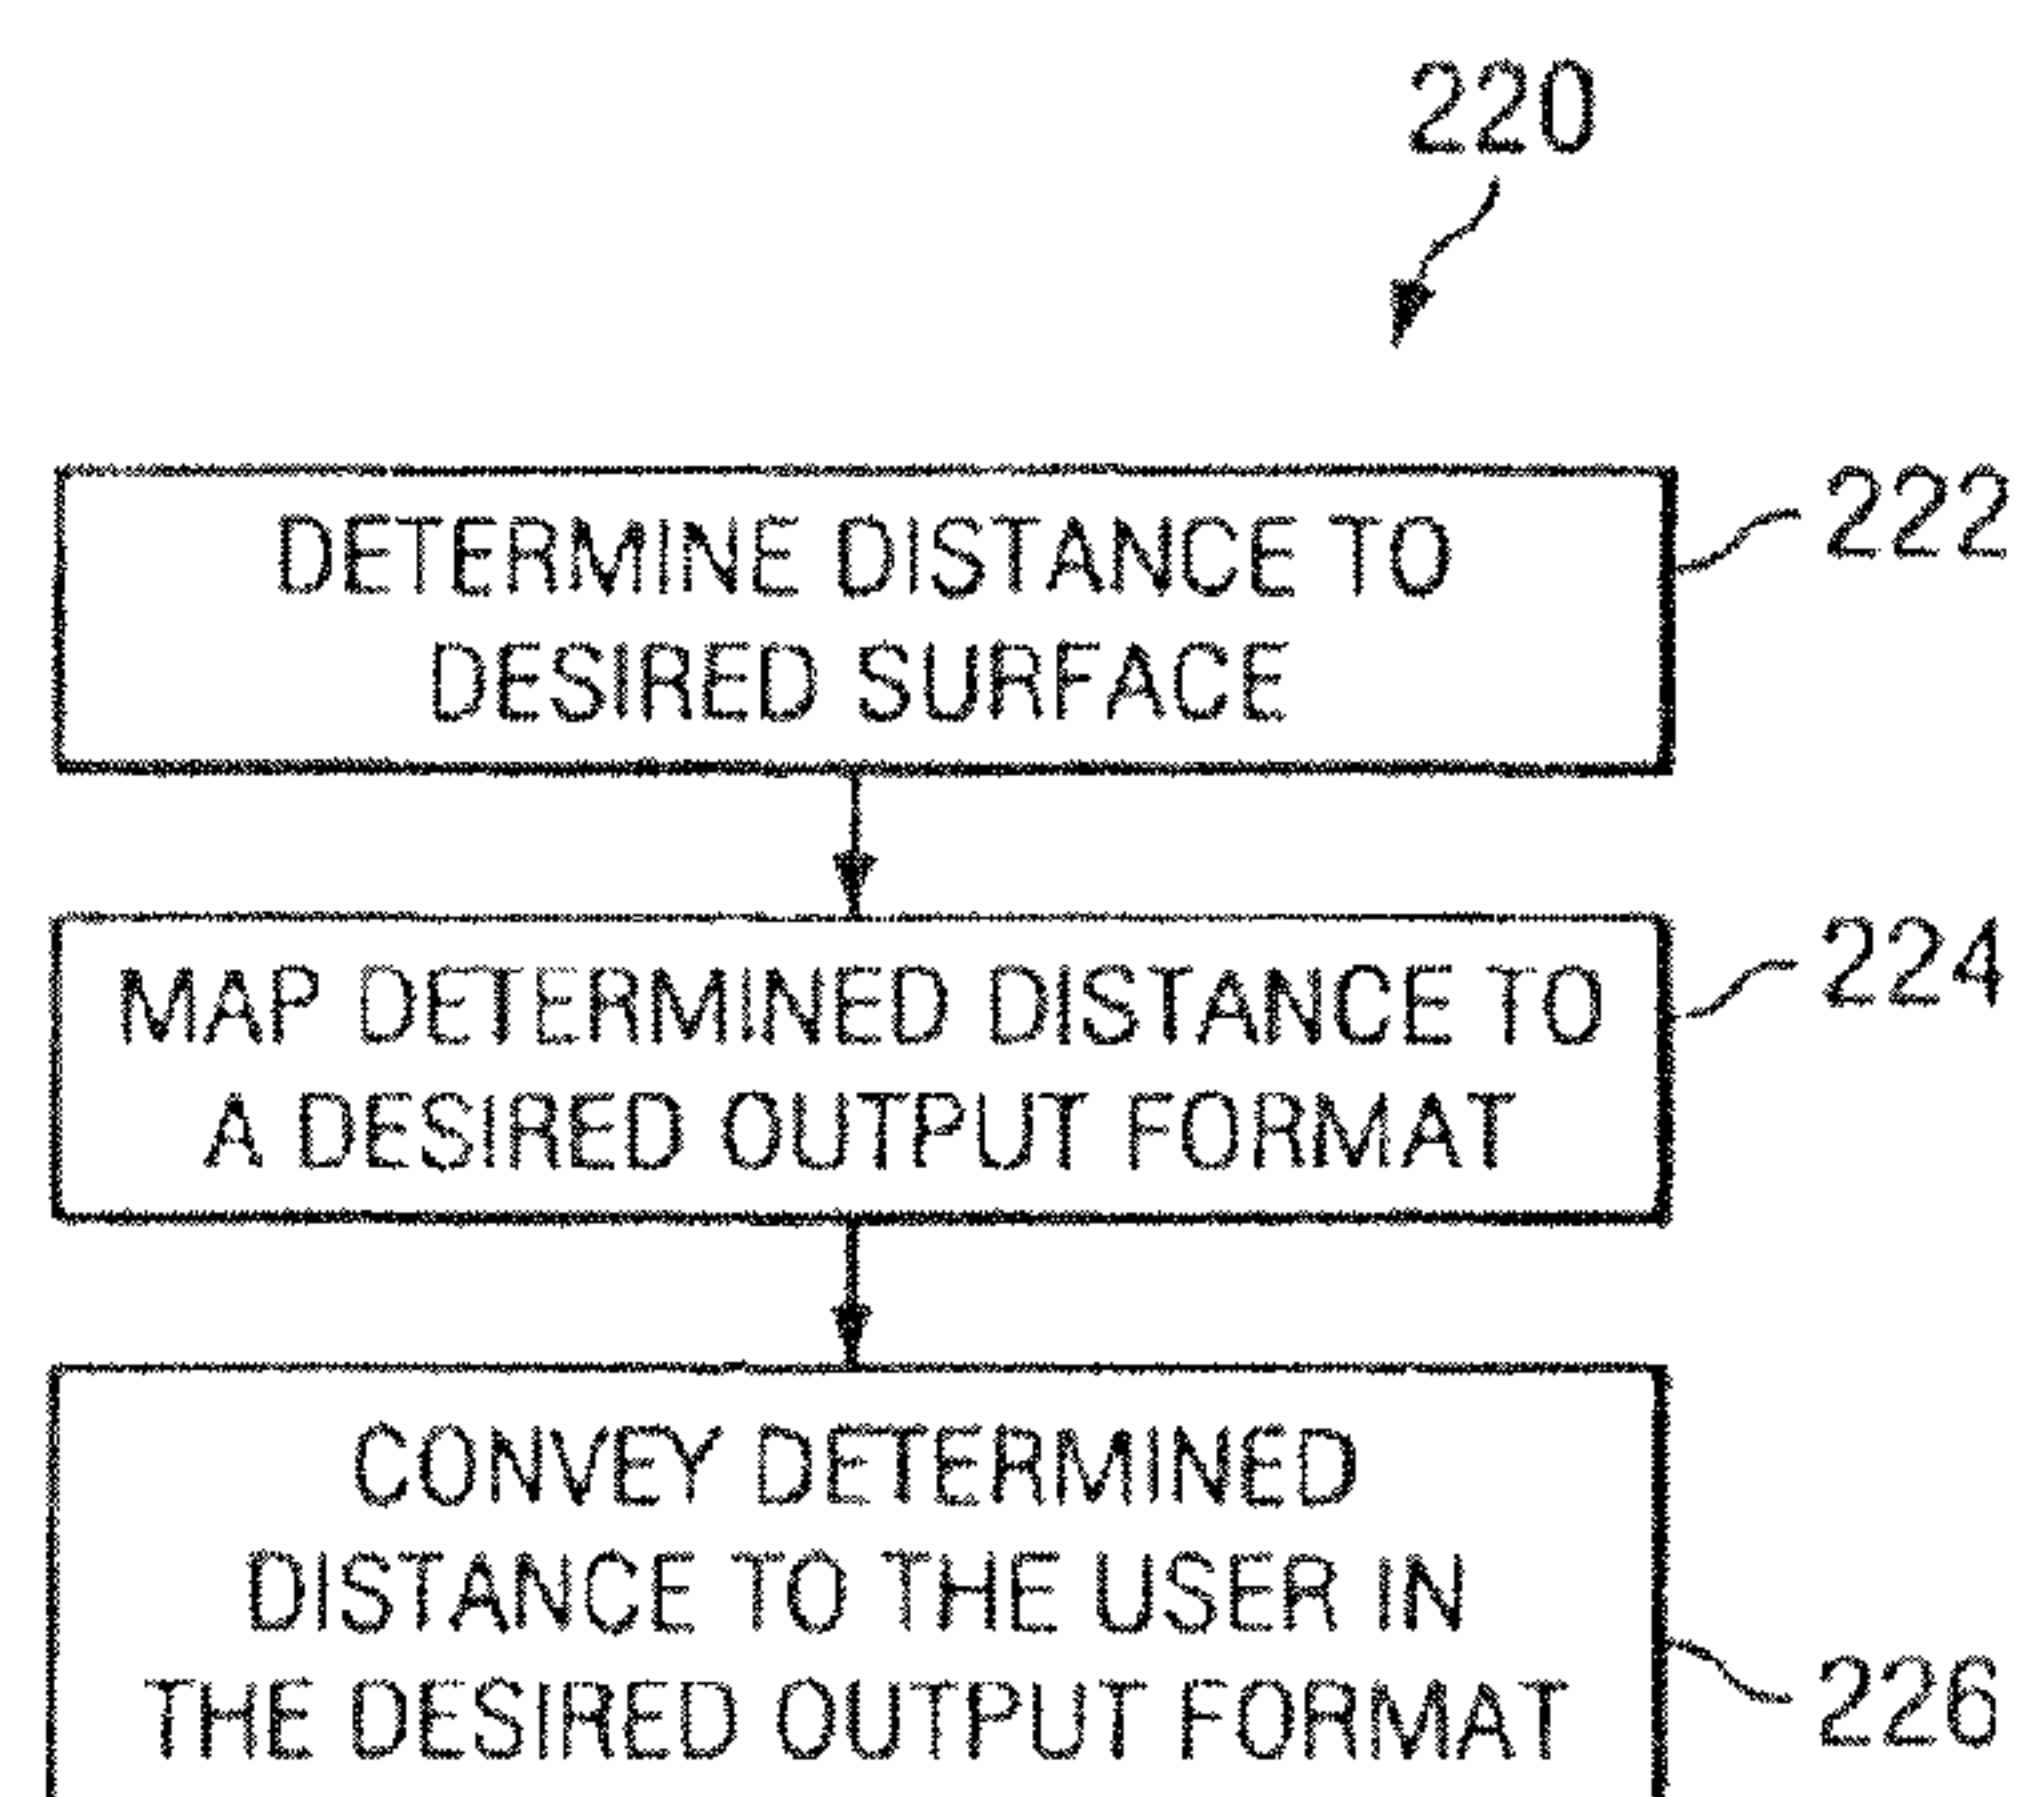 220
DETERMINE DISTANCE TO
DESIRED SURFACE
222
MAP DETERMINED DISTANCE TO
A DESIRED OUTPUT FORMAT
224
CONVEY DETERMINED
DISTANCE TO THE USER IN
THE DESIRED OUTPUT FORMAT
226